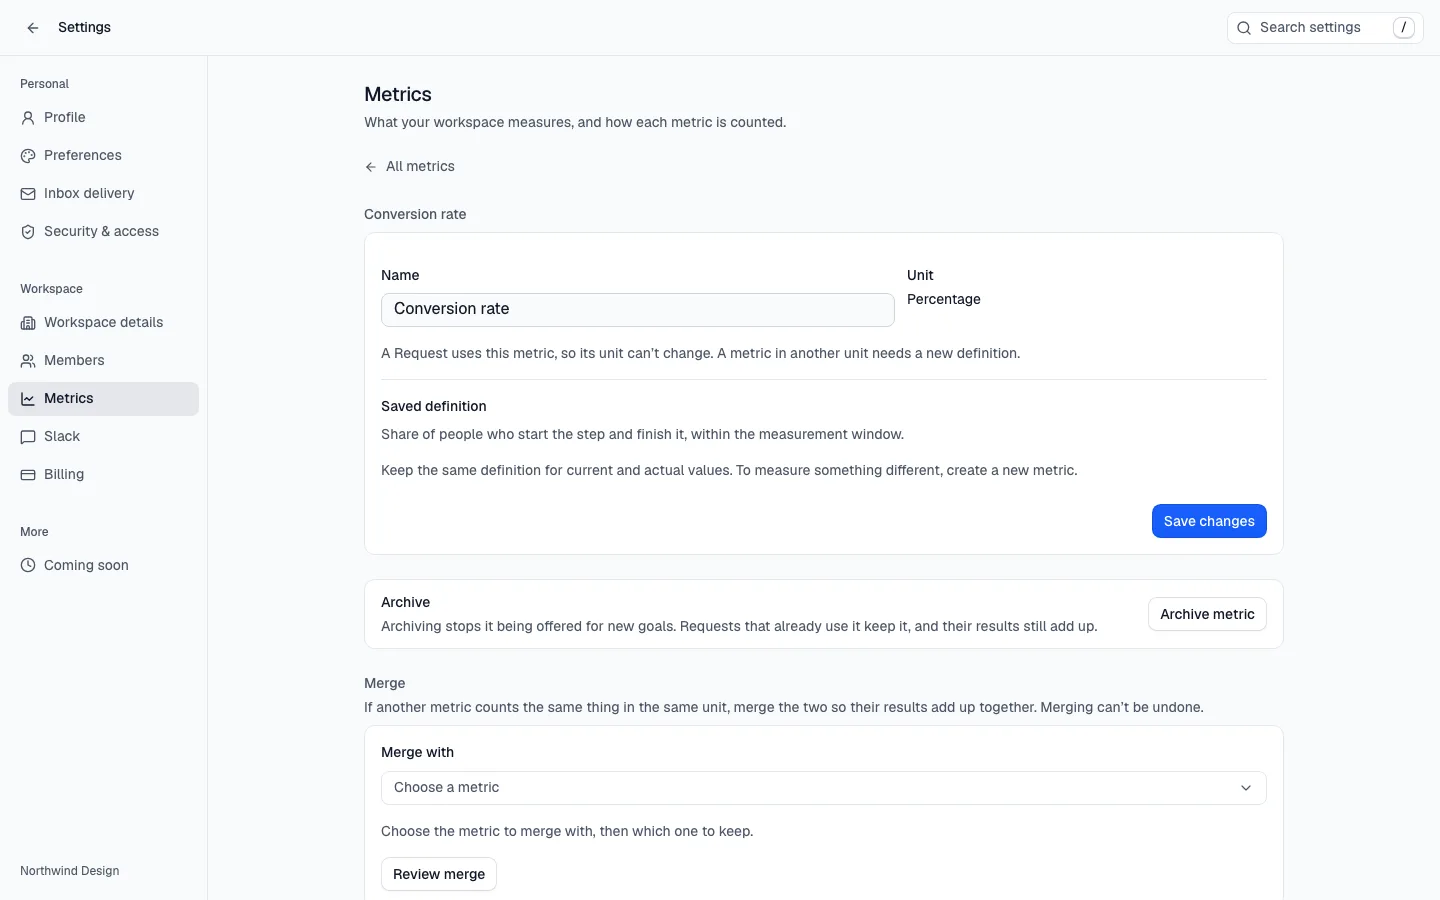 Settings
Search settings
/
Personal
Profile
Preferences
Inbox delivery
Security & access
Workspace
Workspace details
Members
Metrics
Slack
Billing
More
Coming soon
Northwind Design
Metrics
What your workspace measures, and how each metric is counted.
All metrics
Conversion rate
Name
Conversion rate
Unit
Percentage
A Request uses this metric, so its unit can’t change. A metric in another unit needs a new definition.
Saved definition
Share of people who start the step and finish it, within the measurement window.
Keep the same definition for current and actual values. To measure something different, create a new metric.
Save changes
Archive
Archiving stops it being offered for new goals. Requests that already use it keep it, and their results still add up.
Archive metric
Merge
If another metric counts the same thing in the same unit, merge the two so their results add up together. Merging can’t be undone.
Merge with
Choose a metric
Choose the metric to merge with, then which one to keep.
Review merge